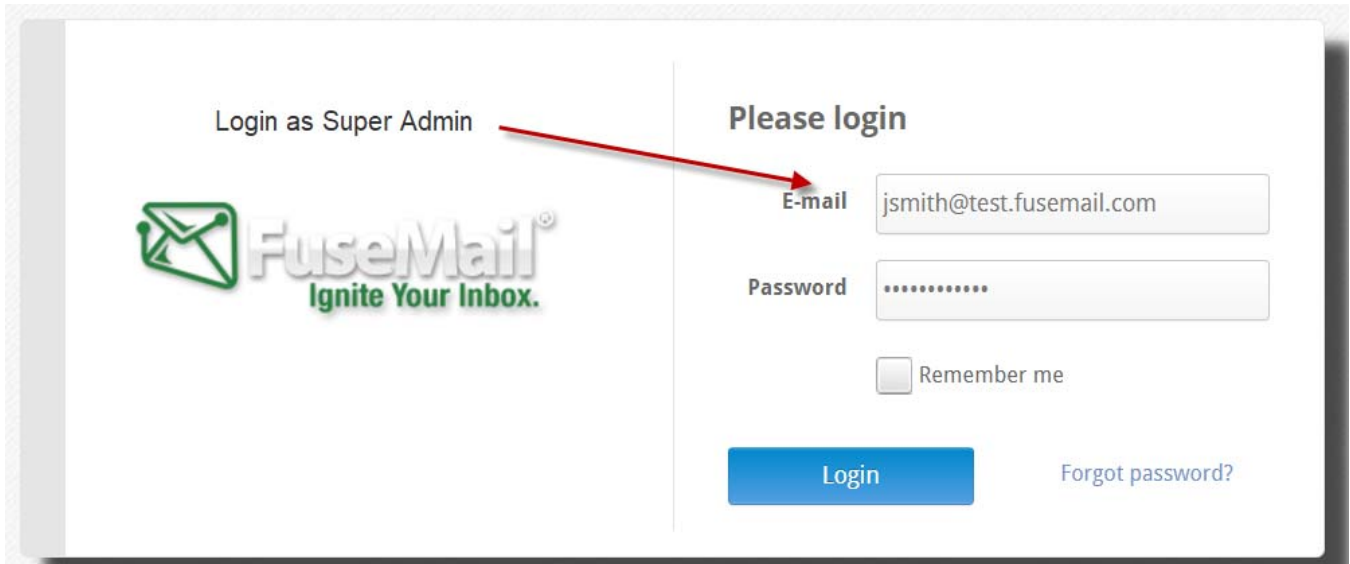 Login as Super Admin
FuseMail®
Ignite Your Inbox.
Please login
E-mail
jsmith@test.fusemail.com
Password
••••••••••••
Remember me
Login
Forgot password?